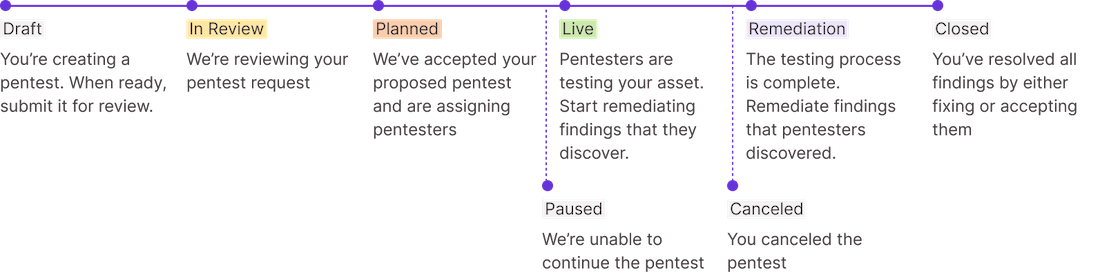 Draft
You’re creating a
pentest. When ready,
submit it for review.
In Review
We’re reviewing your
pentest request
Planned
We’ve accepted your
proposed pentest
and are assigning
pentesters
Live
Pentesters are
testing your asset.
Start remediating
findings that they
discover.
Remediation
The testing process
is complete.
Remediate findings
that pentesters
discovered.
Closed
You’ve resolved all
findings by either
fixing or accepting
them
Paused
We’re unable to
continue the pentest
Canceled
You canceled the
pentest